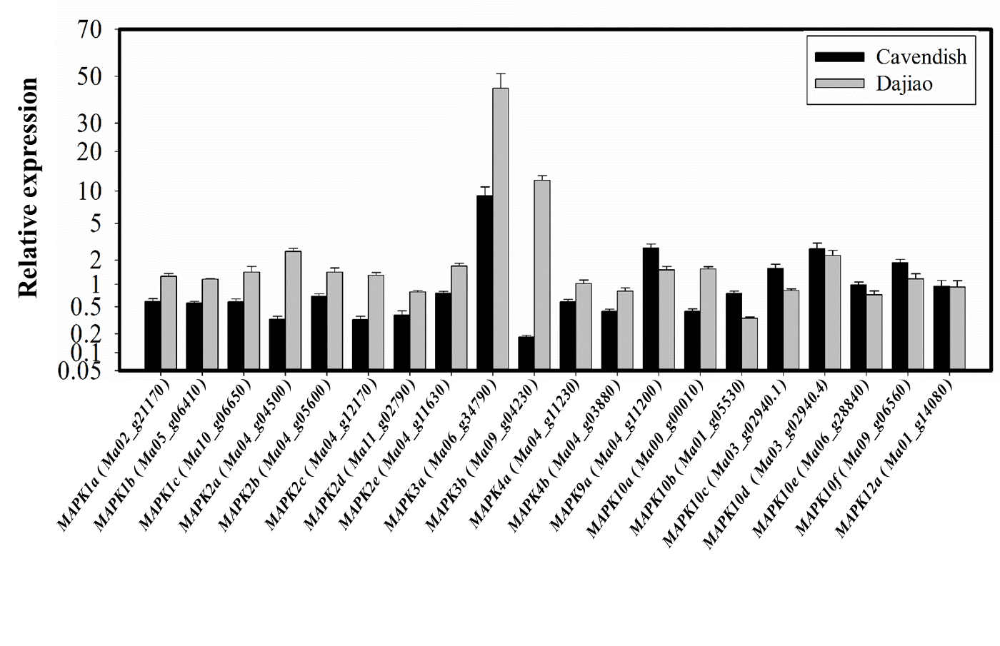 70
50
30
20
10
5
2
1
0.5
0.2
0.1
0.05
Relative expression
Cavendish
Dajiao
MAPK1a ( Ma02_g21170)
MAPK1b ( Ma05_g06410)
MAPK1c ( Ma10_g06650)
MAPK2a ( Ma04_g04500)
MAPK2b ( Ma04_g05600)
MAPK2c ( Ma04_g12170)
MAPK2d ( Ma11_g02790)
MAPK2e ( Ma04_g11630)
MAPK3a ( Ma06_g34790)
MAPK3b ( Ma09_g04230)
MAPK4a ( Ma04_g11230)
MAPK4b ( Ma04_g03880)
MAPK9a ( Ma04_g11200)
MAPK10a ( Ma00_g00010)
MAPK10b ( Ma01_g05530)
MAPK10c ( Ma03_g02940.1)
MAPK10d ( Ma03_g02940.4)
MAPK10e ( Ma06_g28840)
MAPK10f ( Ma09_g06560)
MAPK12a ( Ma01_g14080)